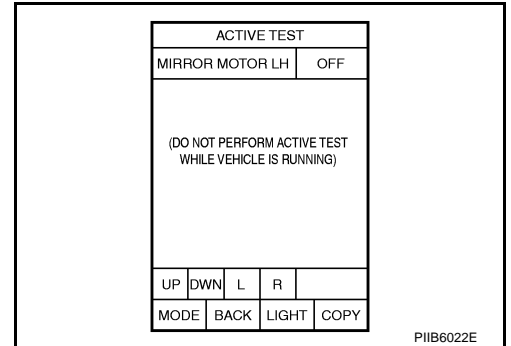 ACTIVE TEST
MIRROR MOTOR LH OFF
(DO NOT PERFORM ACTIVE TEST
WHILE VEHICLE IS RUNNING)
UP DWN L R
MODE BACK LIGHT COPY
PIIB6022E